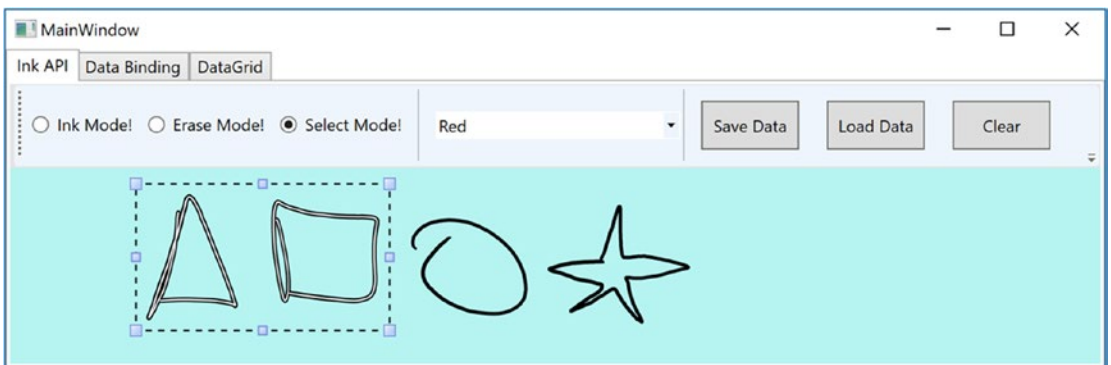 MainWindow
Ink API Data Binding DataGrid
Ink Mode! Erase Mode! Select Mode! Red Save Data Load Data Clear